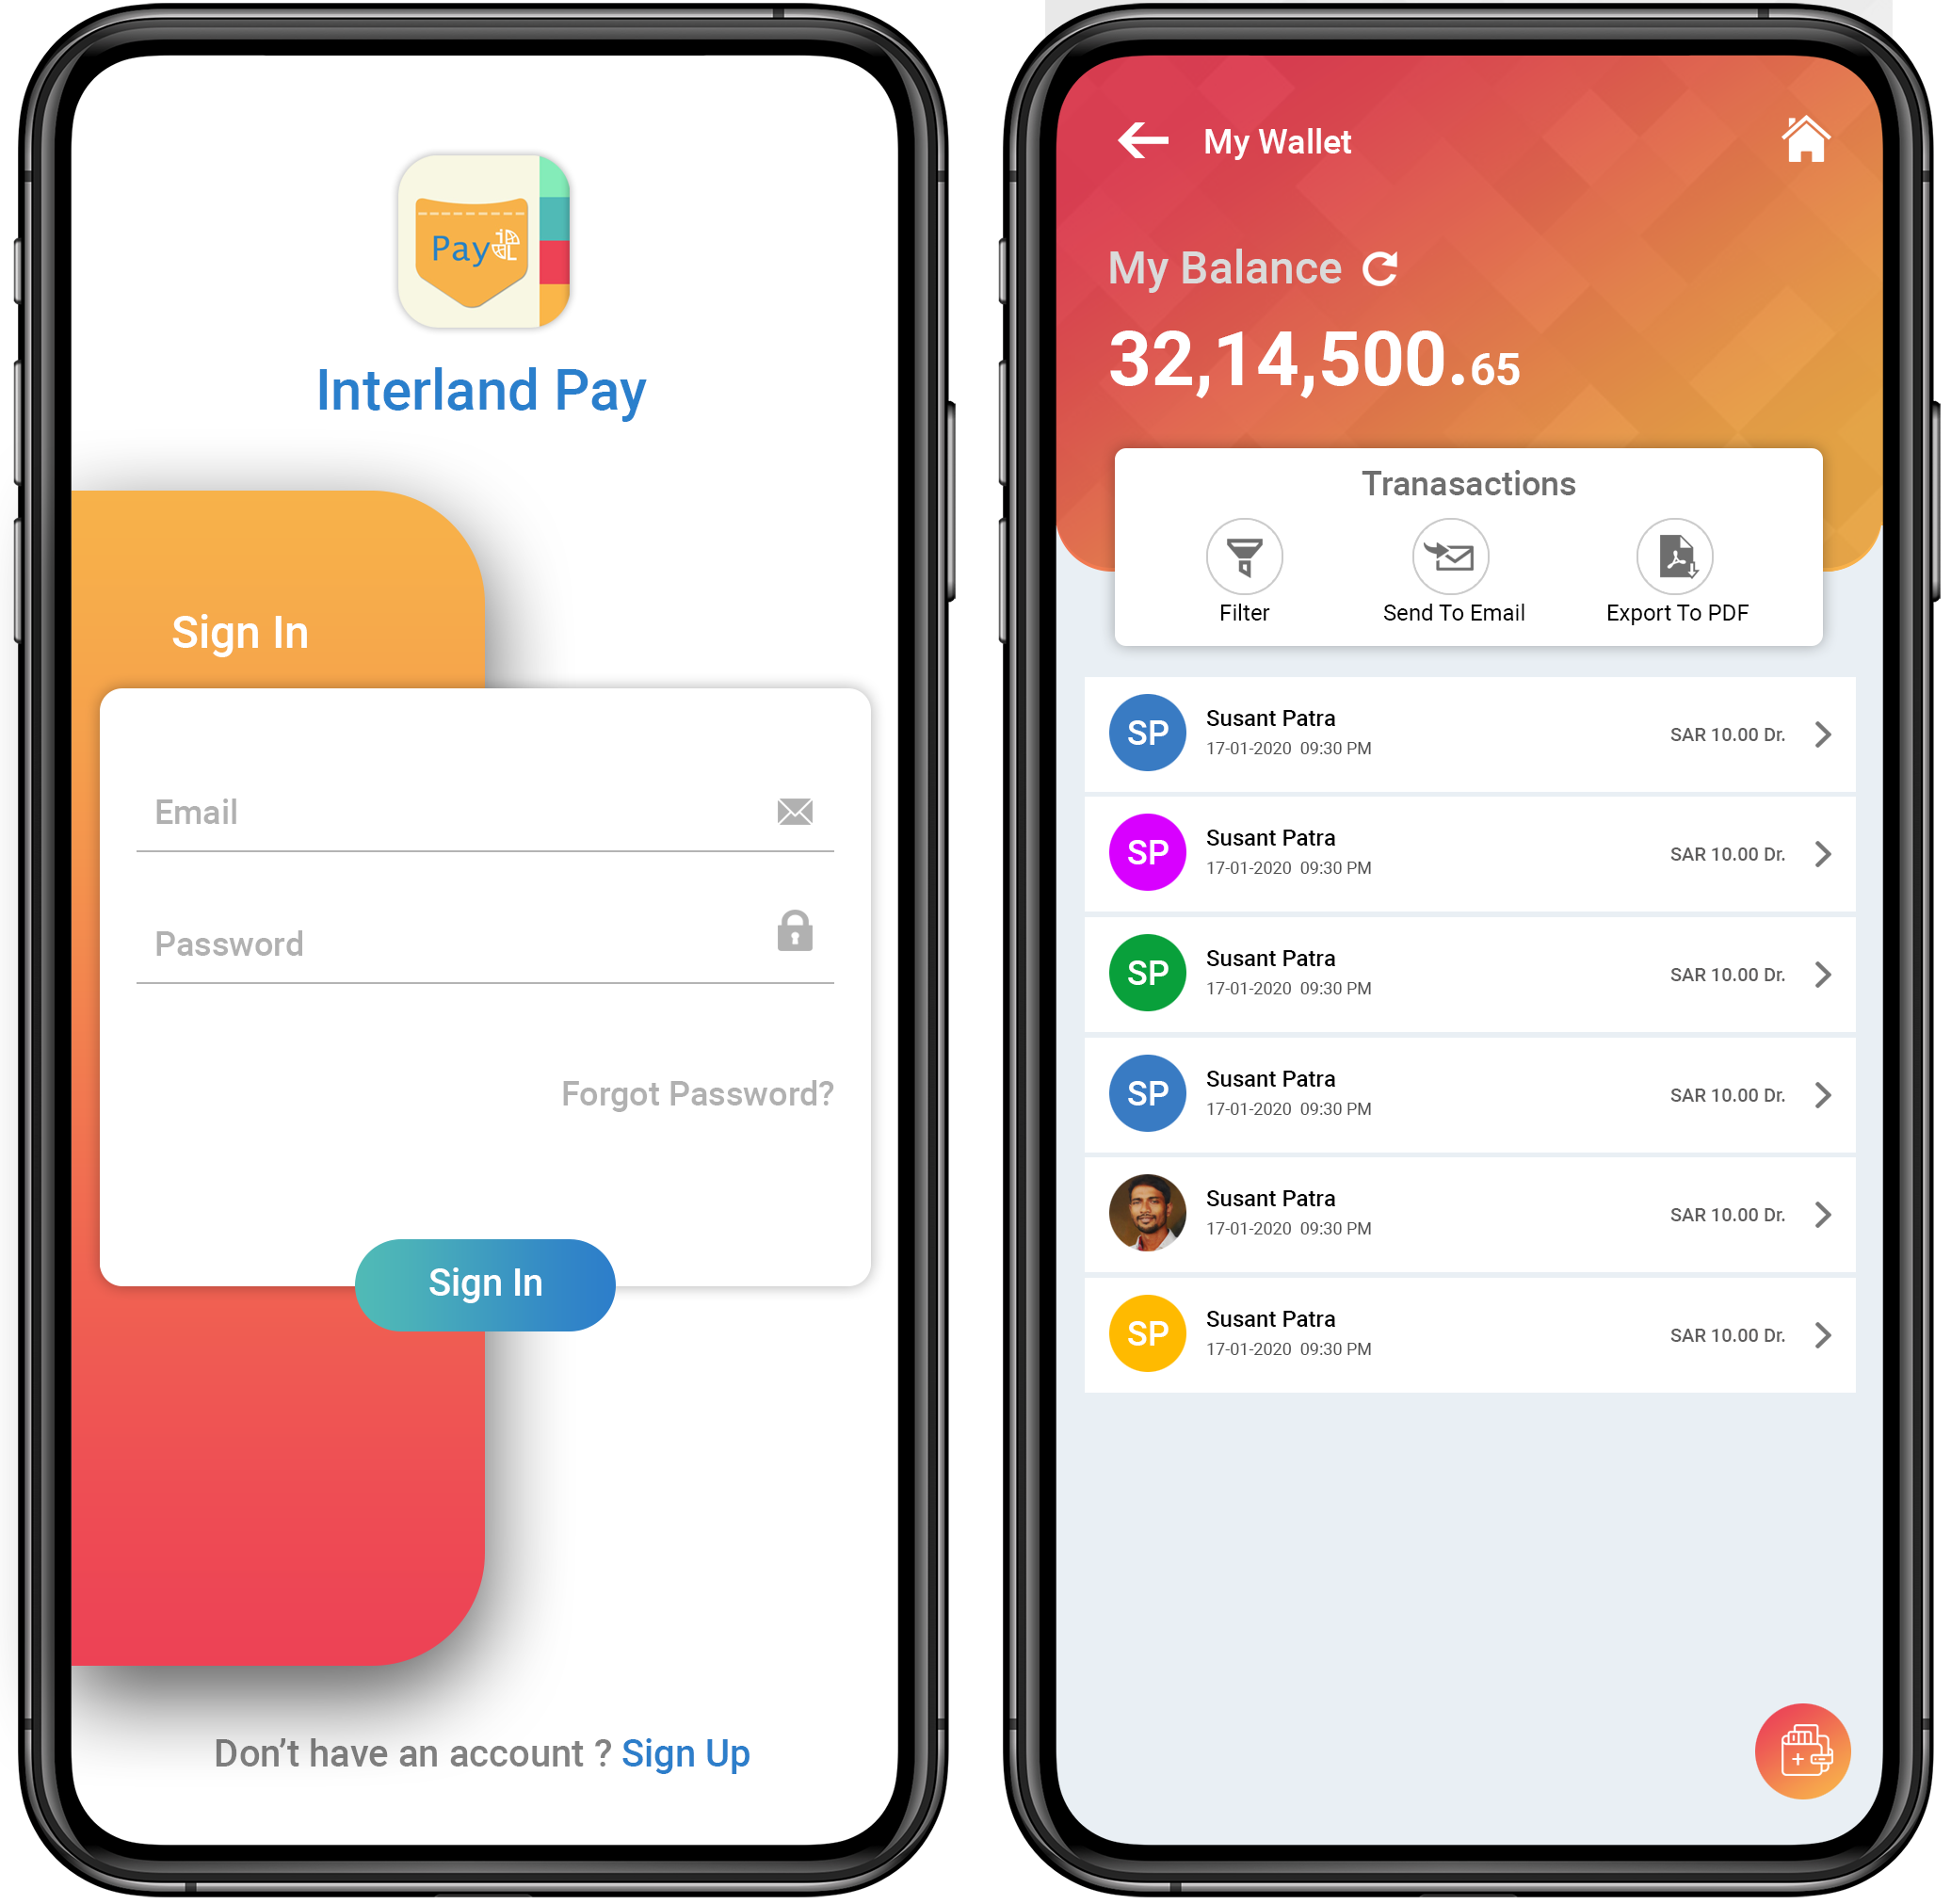 Pay
Interland Pay
Sign In
Email
Password
Forgot Password?
Sign In
Don’t have an account ? Sign Up
My Wallet
My Balance
32,14,500.65
Tranasactions
Filter
Send To Email
Export To PDF
SP
Susant Patra
17-01-2020 09:30 PM
SAR 10.00 Dr.
SP
Susant Patra
17-01-2020 09:30 PM
SAR 10.00 Dr.
SP
Susant Patra
17-01-2020 09:30 PM
SAR 10.00 Dr.
SP
Susant Patra
17-01-2020 09:30 PM
SAR 10.00 Dr.
Susant Patra
17-01-2020 09:30 PM
SAR 10.00 Dr.
SP
Susant Patra
17-01-2020 09:30 PM
SAR 10.00 Dr.